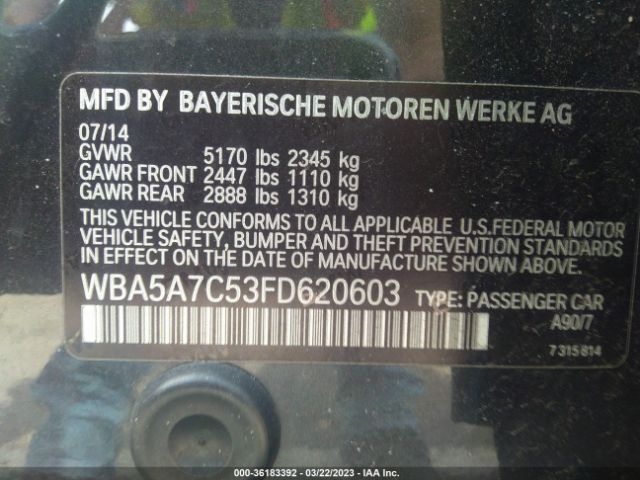 MFD BY BAYERISCHE MOTOREN WERKE AG
07/14
GVWR 5170 lbs 2345 kg
GAWR FRONT 2447 lbs 1110 kg
GAWR REAR 2888 lbs 1310 kg
THIS VEHICLE CONFORMS TO ALL APPLICABLE U.S.FEDERAL MOTOR
VEHICLE SAFETY, BUMPER AND THEFT PREVENTION STANDARDS
IN EFFECT ON THE DATE OF MANUFACTURE SHOWN ABOVE.
WBA5A7C53FD620603 TYPE: PASSENGER CAR
A90/7
7 315 814
000-36183392 — 03/22/2023 — IAA Inc.